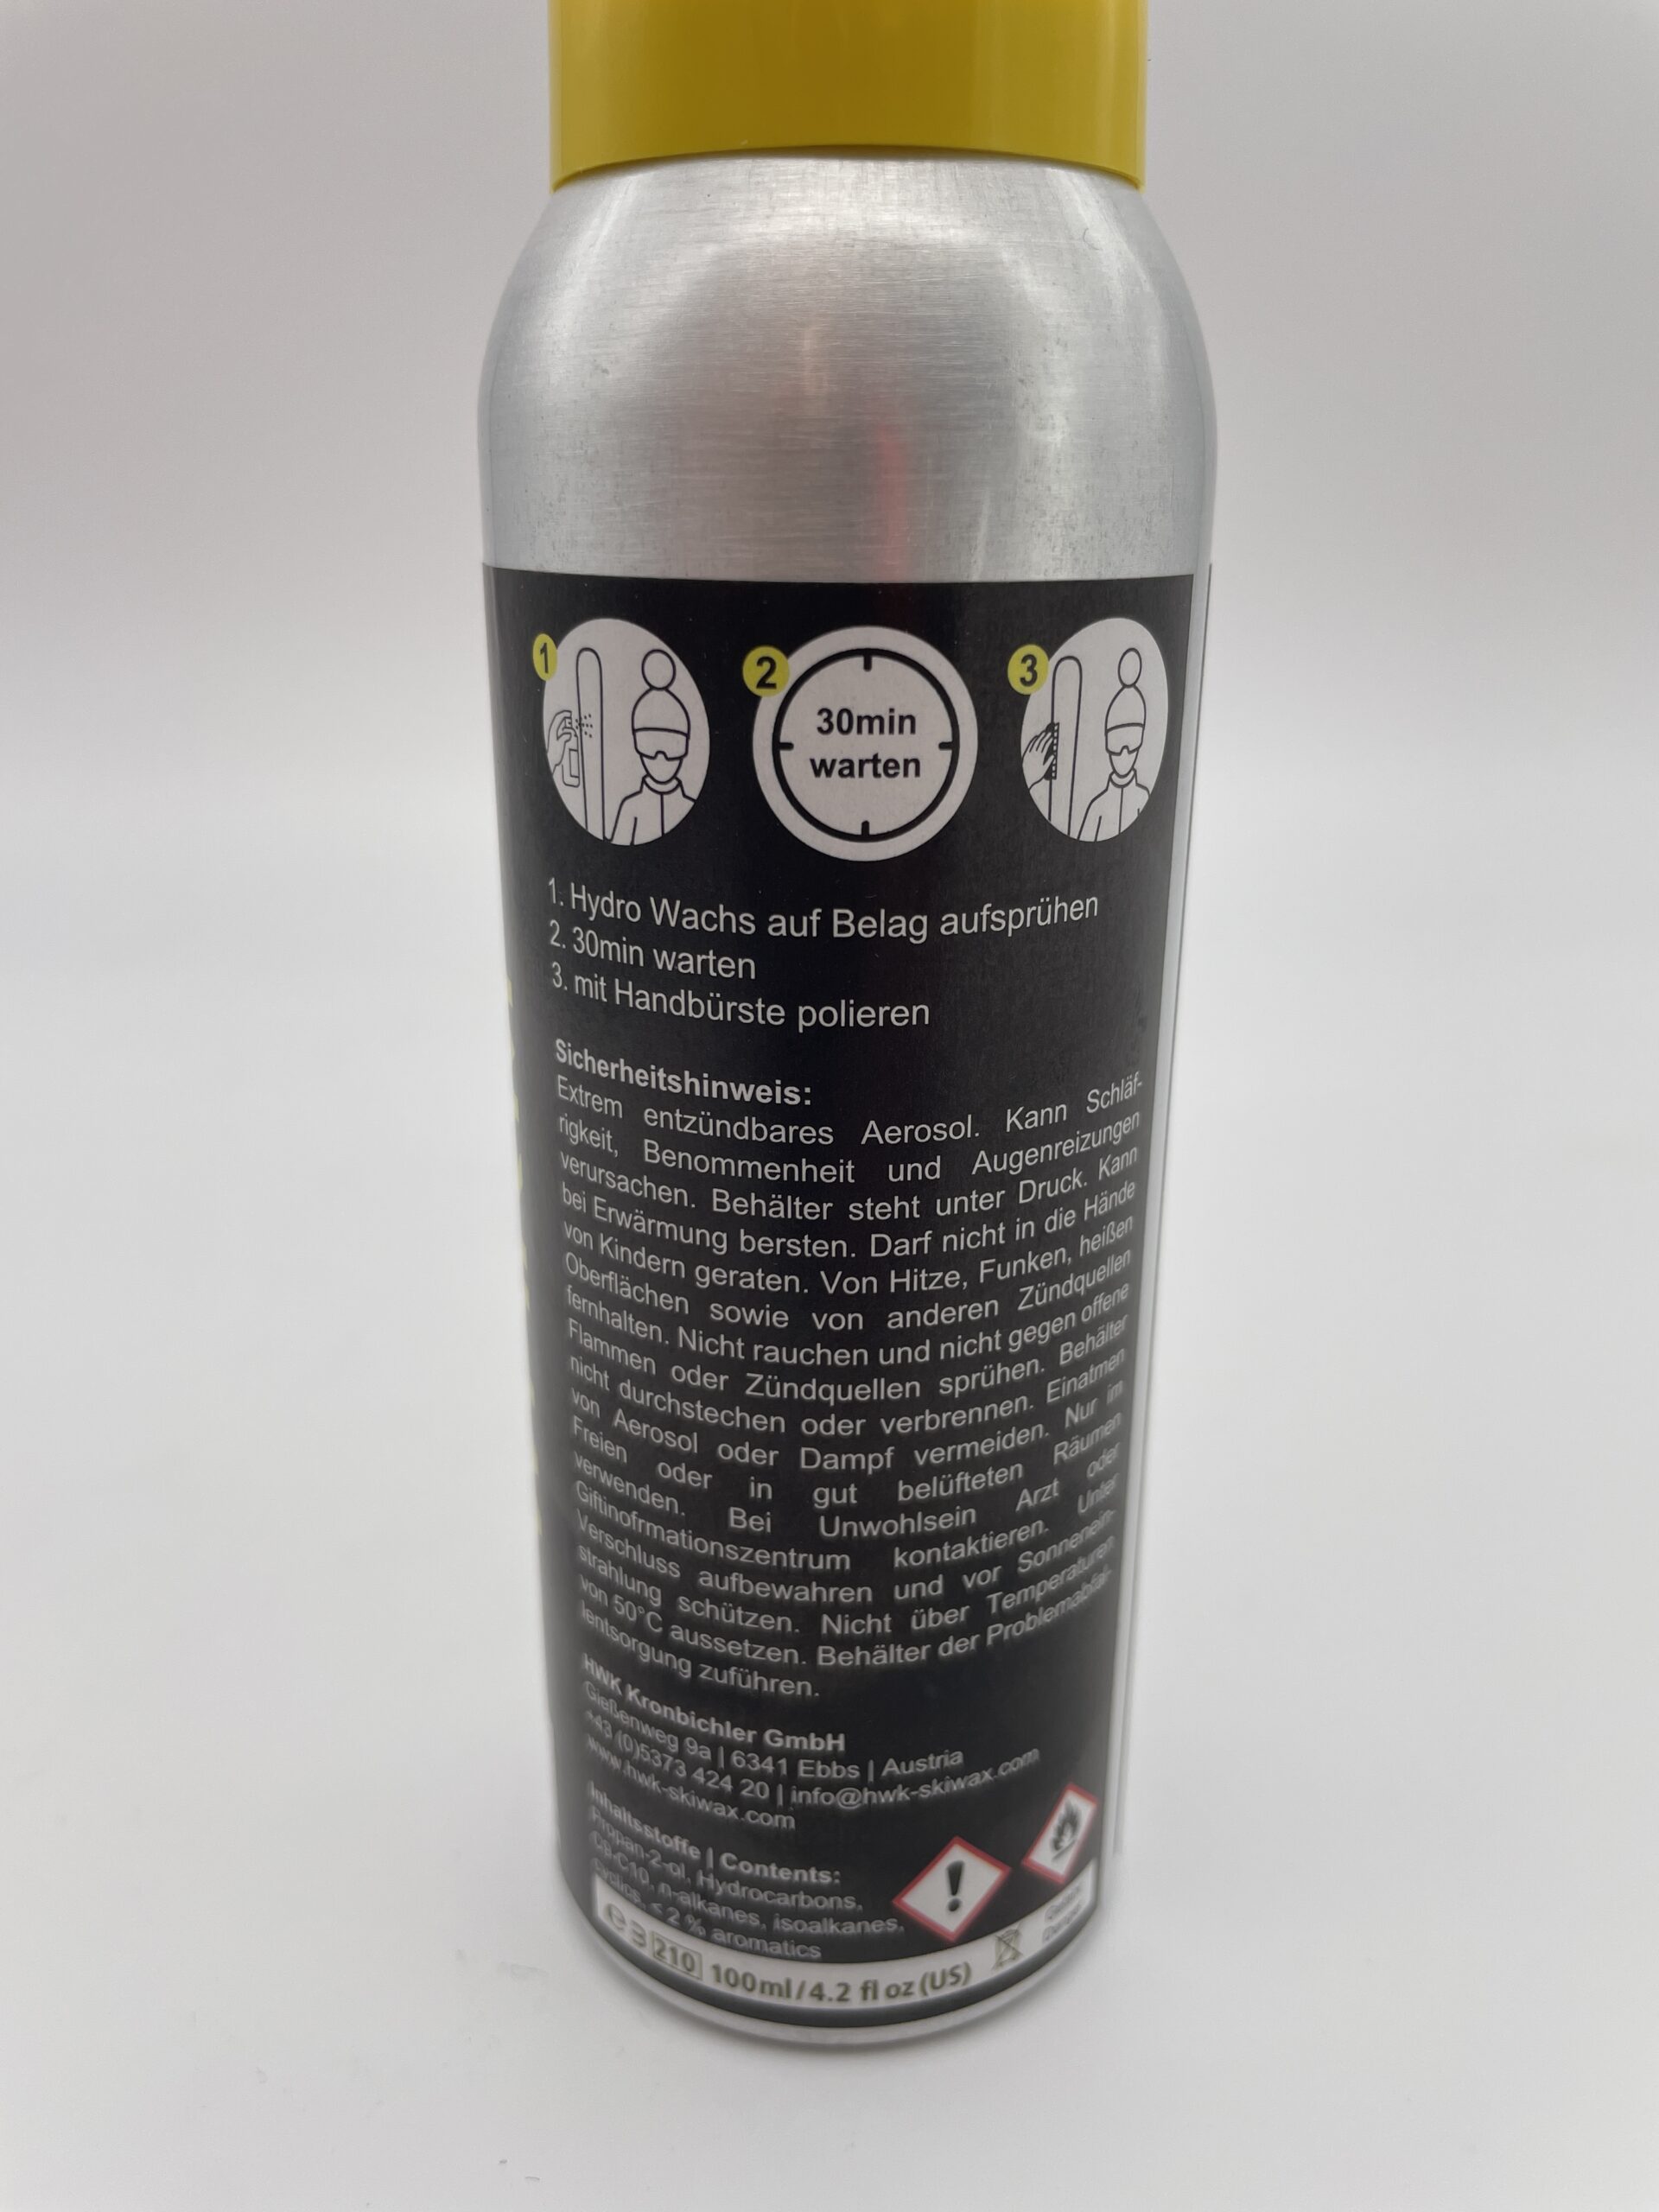 1
2
3
30min
warten
1. Hydro Wachs auf Belag aufsprühen
2. 30min warten
3. mit Handbürste polieren
Sicherheitshinweis:
Extrem entzündbares Aerosol. Kann Schläf-
rigkeit, Benommenheit und Augenreizungen
verursachen. Behälter steht unter Druck. Kann
bei Erwärmung bersten. Darf nicht in die Hände
von Kindern geraten. Von Hitze, Funken, heißen
Oberflächen sowie von anderen Zündquellen
fernhalten. Nicht rauchen und nicht gegen offene
Flammen oder Zündquellen sprühen. Behälter
nicht durchstechen oder verbrennen. Einatmen
von Aerosol oder Dampf vermeiden. Nur im
Freien oder in gut belüfteten Räumen
verwenden. Bei Unwohlsein Arzt oder
Giftinofrmationszentrum kontaktieren. Unter
Verschluss aufbewahren und vor Sonnenein-
strahlung schützen. Nicht über Temperaturen
von 50°C aussetzen. Behälter der Problemabfal-
lentsorgung zuführen.
HWK Kronbichler GmbH
Gießenweg 9a | 6341 Ebbs | Austria
+43 (0)5373 424 20 | info@hwk-skiwax.com
www.hwk-skiwax.com
Inhaltsstoffe | Contents:
Propan-2-ol, Hydrocarbons,
C9-C10, n-alkanes, isoalkanes,
cyclics, < 2 % aromatics
e 3 210 100ml/4.2 fl oz (US)